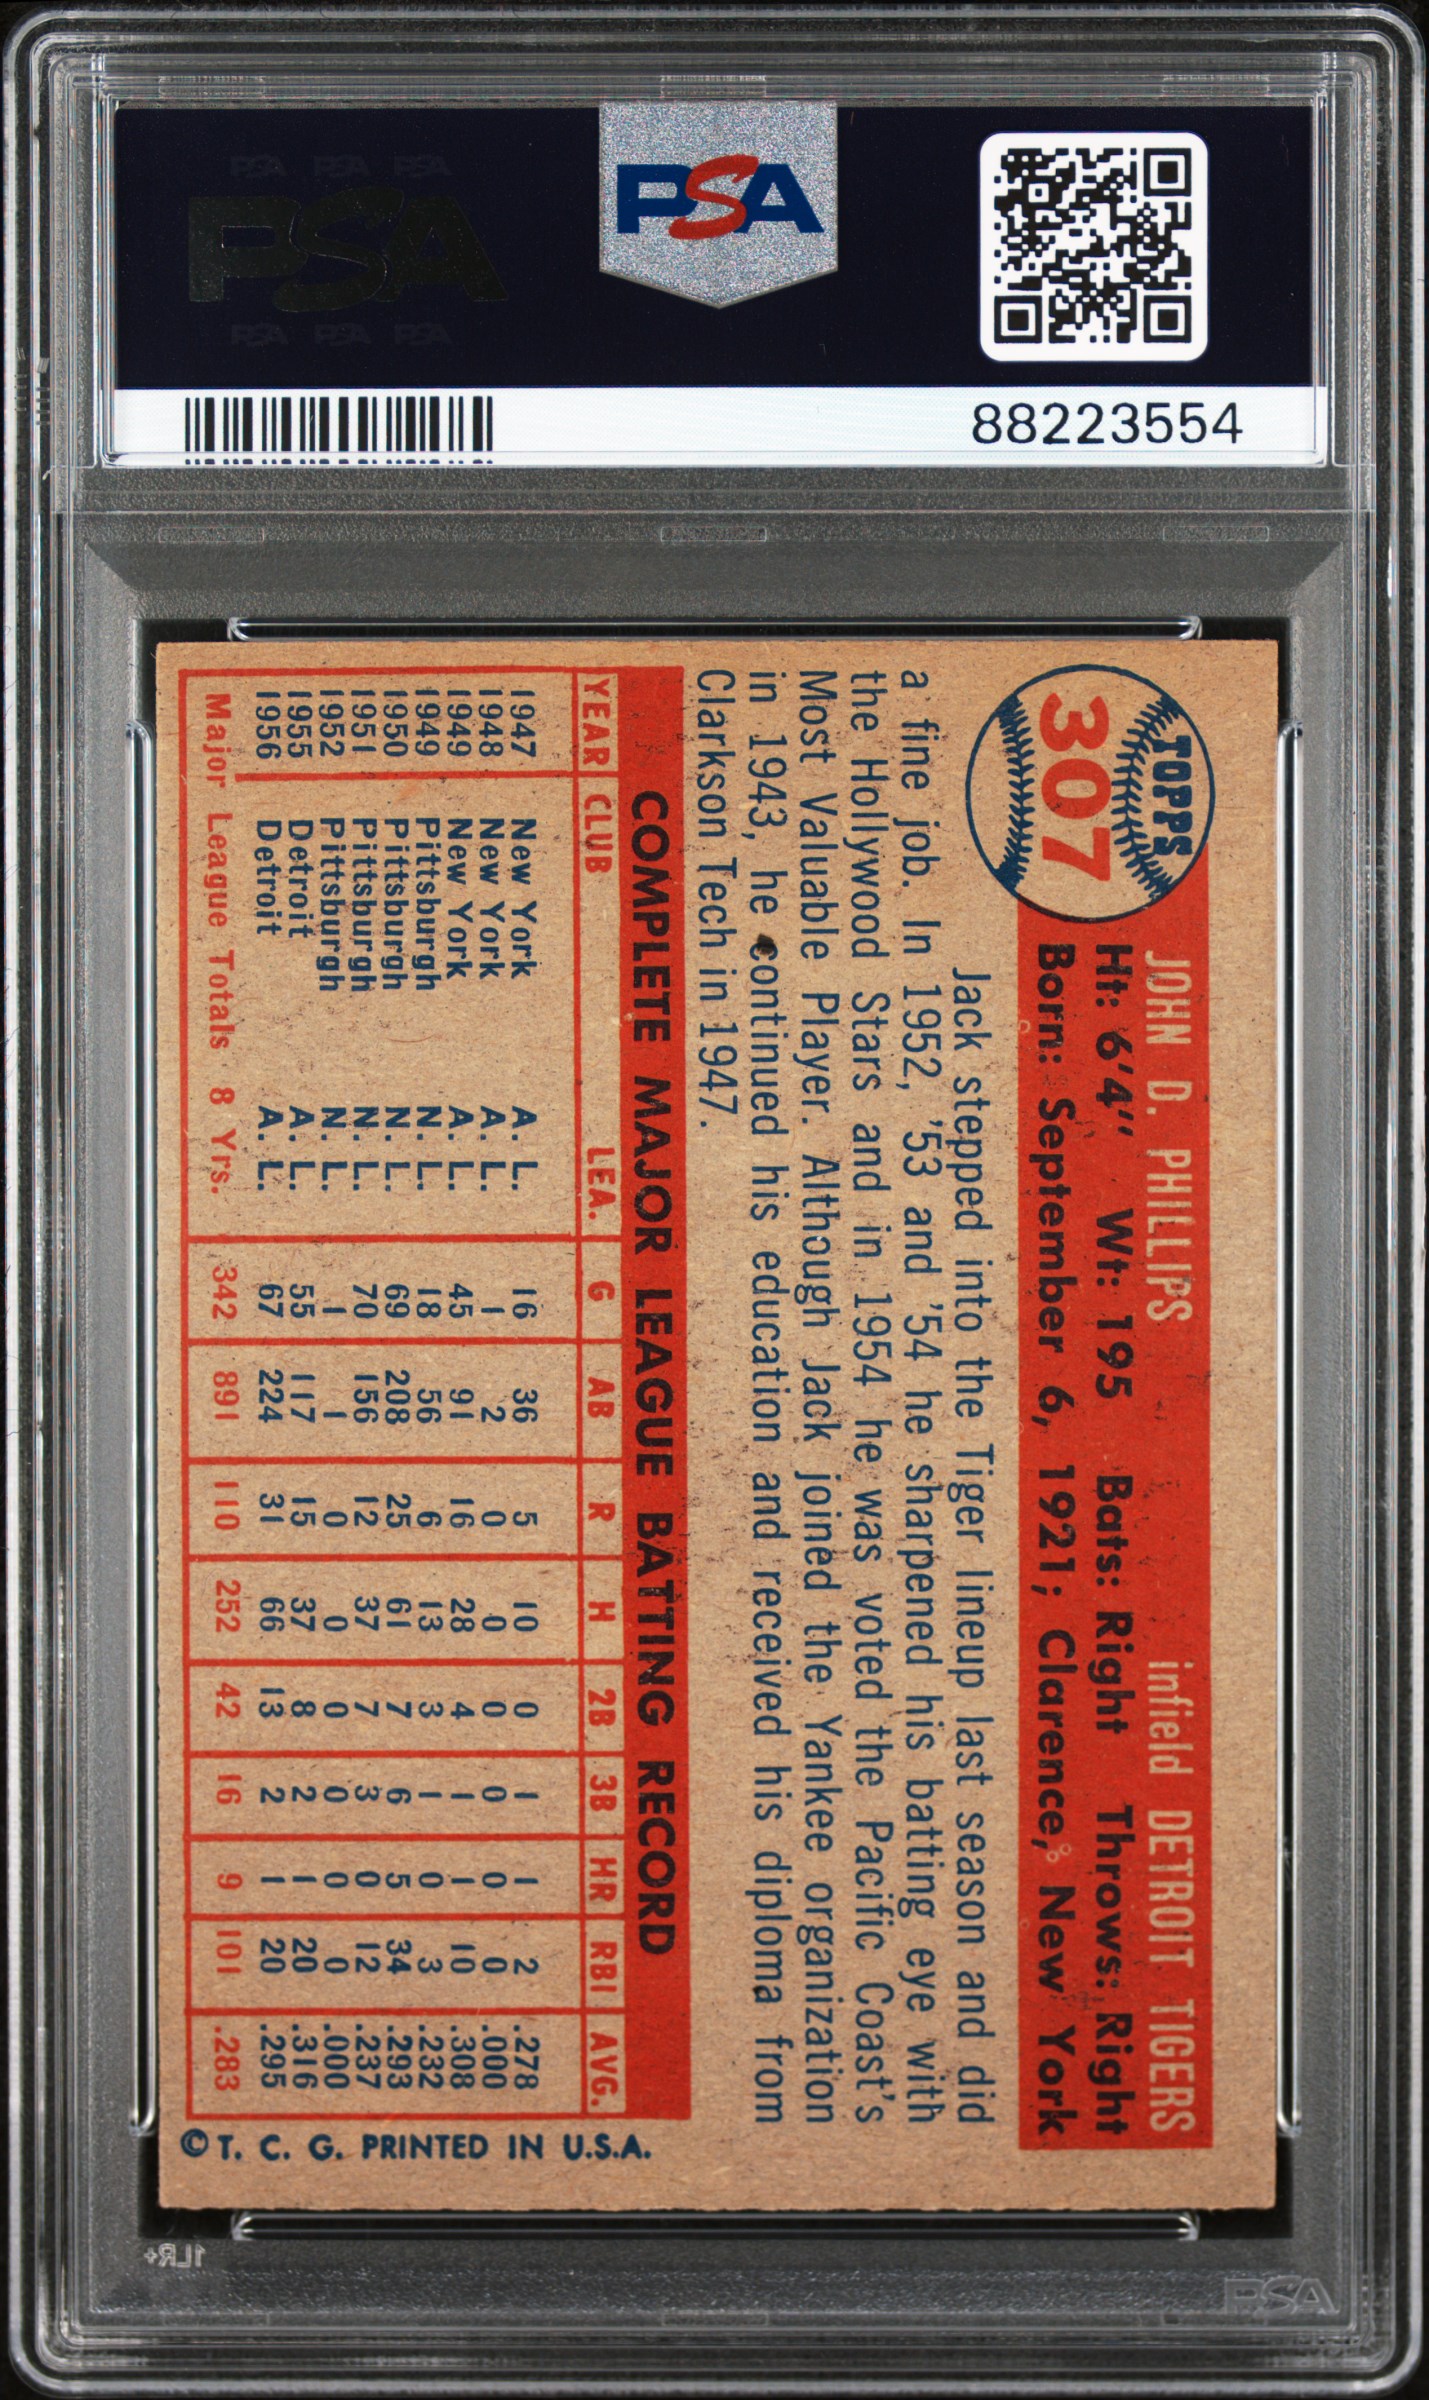 PSA PSA PSA
PSA
PSA PSA PSA
PSA
88223554
TOPPS
307
JOHN D. PHILLIPS infield DETROIT TIGERS
Ht: 6'4" Wt: 195 Bats: Right Throws: Right
Born: September 6, 1921; Clarence, New York
Jack stepped into the Tiger lineup last season and did
a fine job. In 1952, '53 and '54 he sharpened his batting eye with
the Hollywood Stars and in 1954 he was voted the Pacific Coast's
Most Valuable Player. Although Jack joined the Yankee organization
in 1943, he continued his education and received his diploma from
Clarkson Tech in 1947.
COMPLETE MAJOR LEAGUE BATTING RECORD
YEAR CLUB LEA. G AB R H 2B 3B HR RBI AVG.
1947 New York A. L. 16 36 5 10 0 1 1 2 .278
1948 New York A. L. 1 2 0 0 0 0 0 0 .000
1949 New York A. L. 45 91 16 28 4 1 1 10 .308
1949 Pittsburgh N. L. 18 56 6 13 3 1 0 3 .232
1950 Pittsburgh N. L. 69 208 25 61 7 6 5 34 .293
1951 Pittsburgh N. L. 70 156 12 37 7 3 0 12 .237
1952 Pittsburgh N. L. 1 1 0 0 0 0 0 0 .000
1955 Detroit A. L. 55 117 15 37 8 2 1 20 .316
1956 Detroit A. L. 67 224 31 66 13 2 1 20 .295
Major League Totals 8 Yrs. 342 891 110 252 42 16 9 101 .283
© T. C. G. PRINTED IN U.S.A.
1LR+
PSA